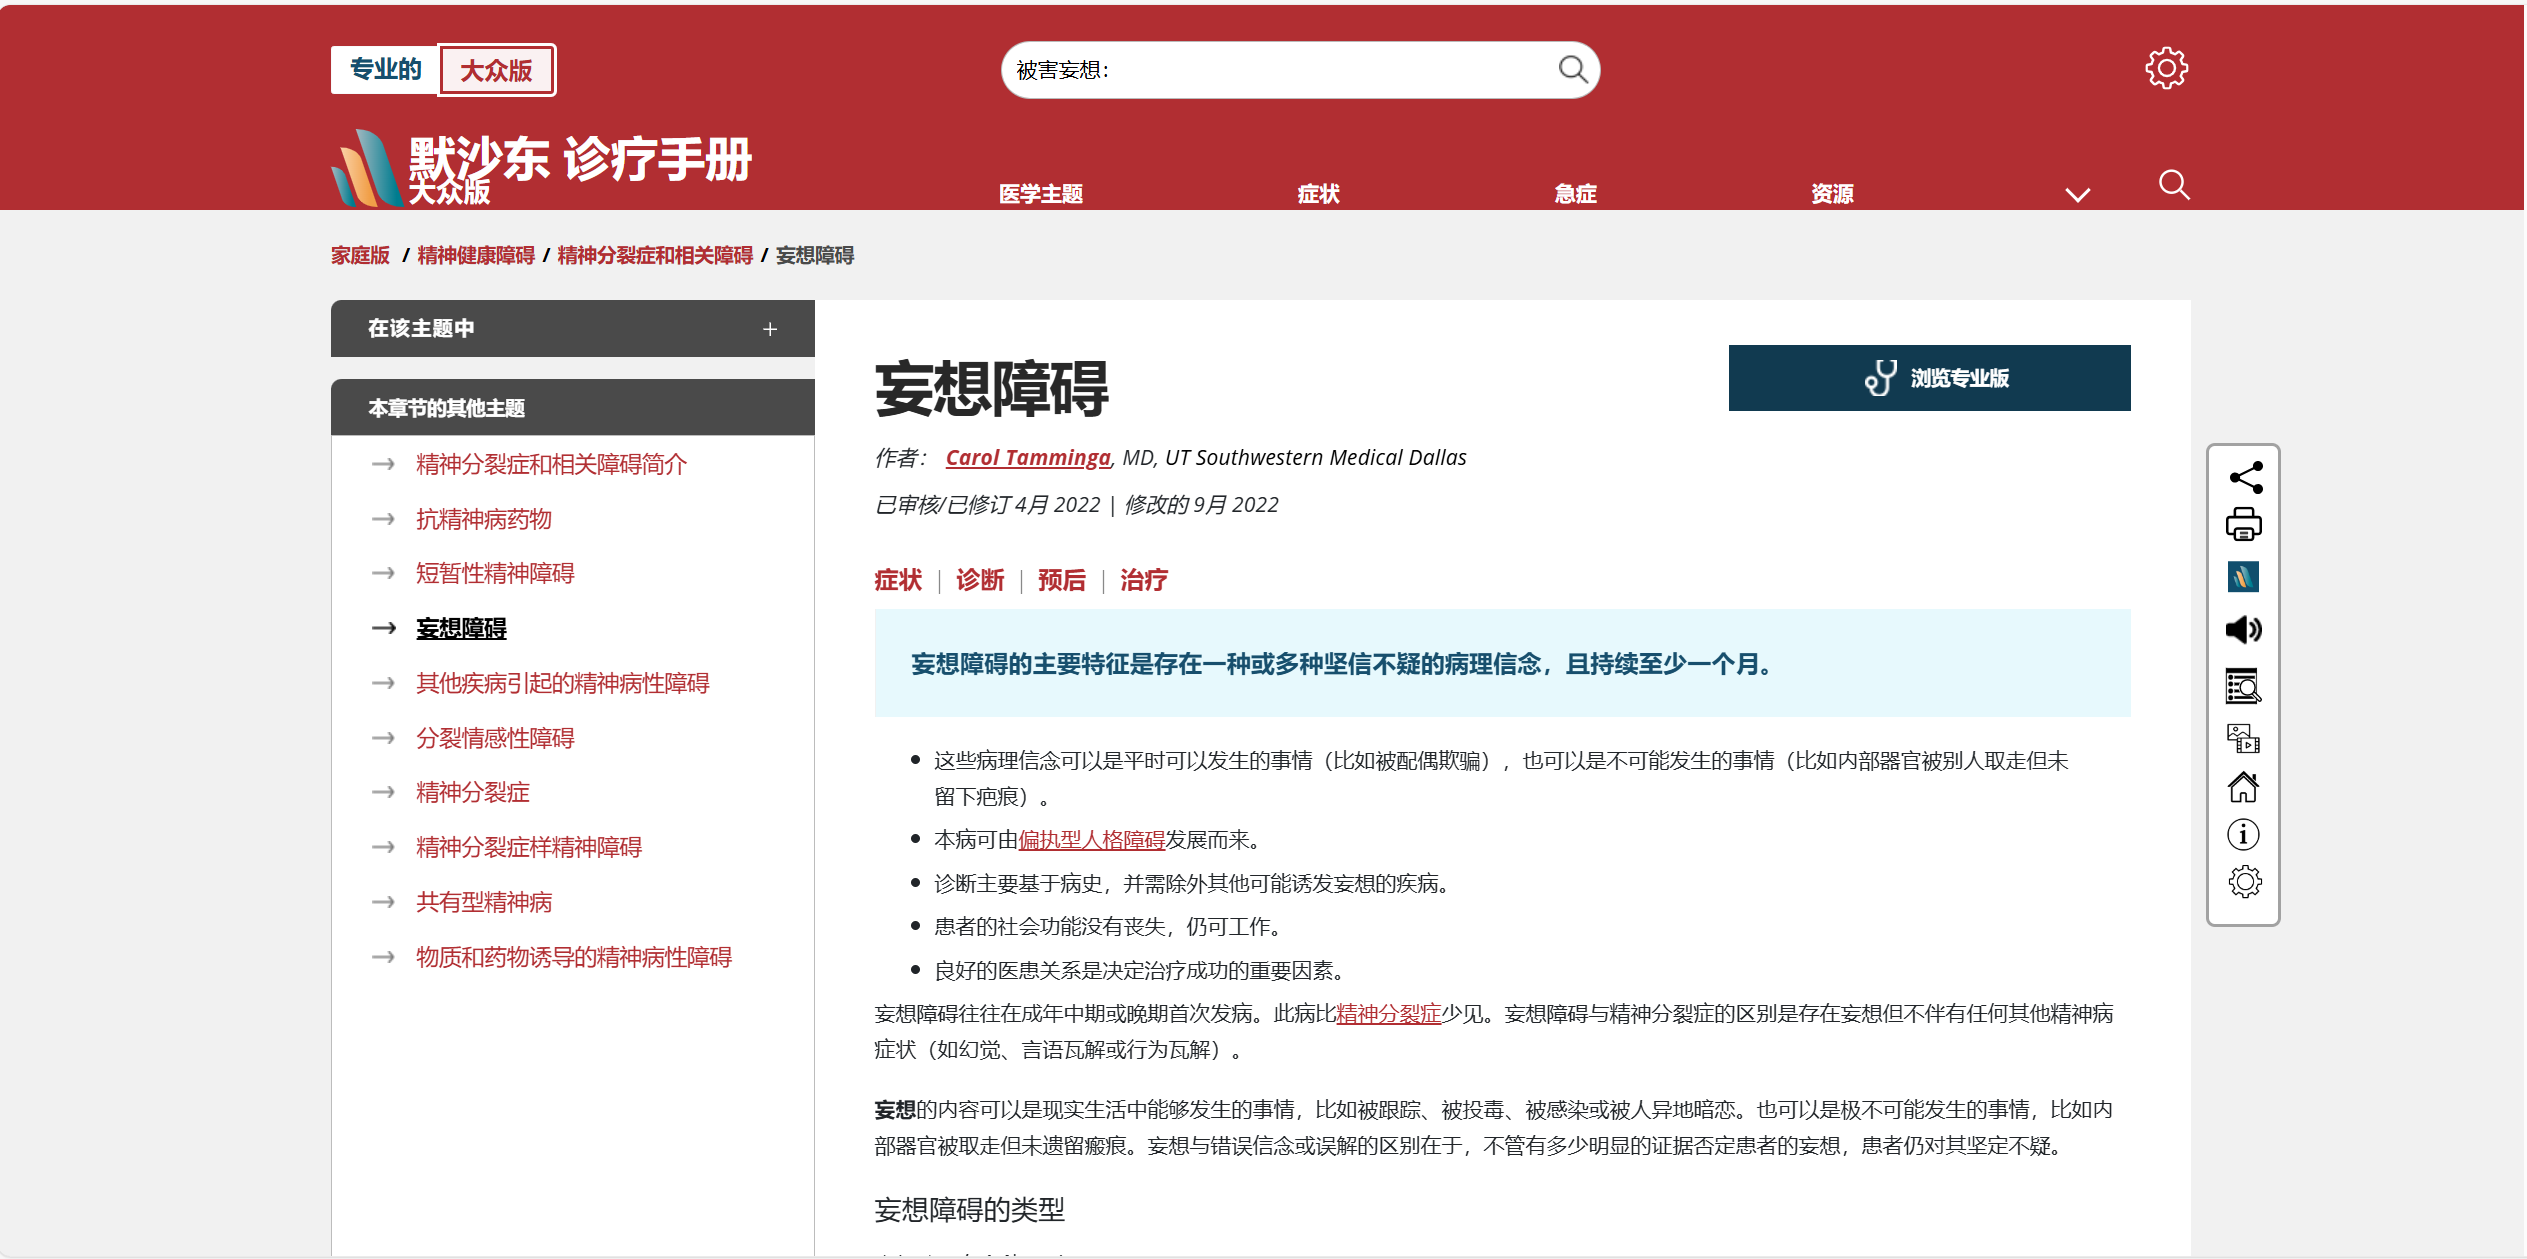 专业的 大众版
被害妄想：
默沙东 诊疗手册
大众版
医学主题 症状 急症 资源
家庭版 / 精神健康障碍 / 精神分裂症和相关障碍 / 妄想障碍
在该主题中 +
本章节的其他主题
→ 精神分裂症和相关障碍简介
→ 抗精神病药物
→ 短暂性精神障碍
→ 妄想障碍
→ 其他疾病引起的精神病性障碍
→ 分裂情感性障碍
→ 精神分裂症
→ 精神分裂症样精神障碍
→ 共有型精神病
→ 物质和药物诱导的精神病性障碍
妄想障碍
浏览专业版
作者： Carol Tamminga, MD, UT Southwestern Medical Dallas
已审核/已修订 4月 2022 | 修改的 9月 2022
症状 | 诊断 | 预后 | 治疗
妄想障碍的主要特征是存在一种或多种坚信不疑的病理信念，且持续至少一个月。
• 这些病理信念可以是平时可以发生的事情（比如被配偶欺骗），也可以是不可能发生的事情（比如内部器官被别人取走但未
留下疤痕）。
• 本病可由偏执型人格障碍发展而来。
• 诊断主要基于病史，并需除外其他可能诱发妄想的疾病。
• 患者的社会功能没有丧失，仍可工作。
• 良好的医患关系是决定治疗成功的重要因素。
妄想障碍往往在成年中期或晚期首次发病。此病比精神分裂症少见。妄想障碍与精神分裂症的区别是存在妄想但不伴有任何其他精神病
症状（如幻觉、言语瓦解或行为瓦解）。
妄想的内容可以是现实生活中能够发生的事情，比如被跟踪、被投毒、被感染或被人异地暗恋。也可以是极不可能发生的事情，比如内
部器官被取走但未遗留瘢痕。妄想与错误信念或误解的区别在于，不管有多少明显的证据否定患者的妄想，患者仍对其坚定不疑。
妄想障碍的类型